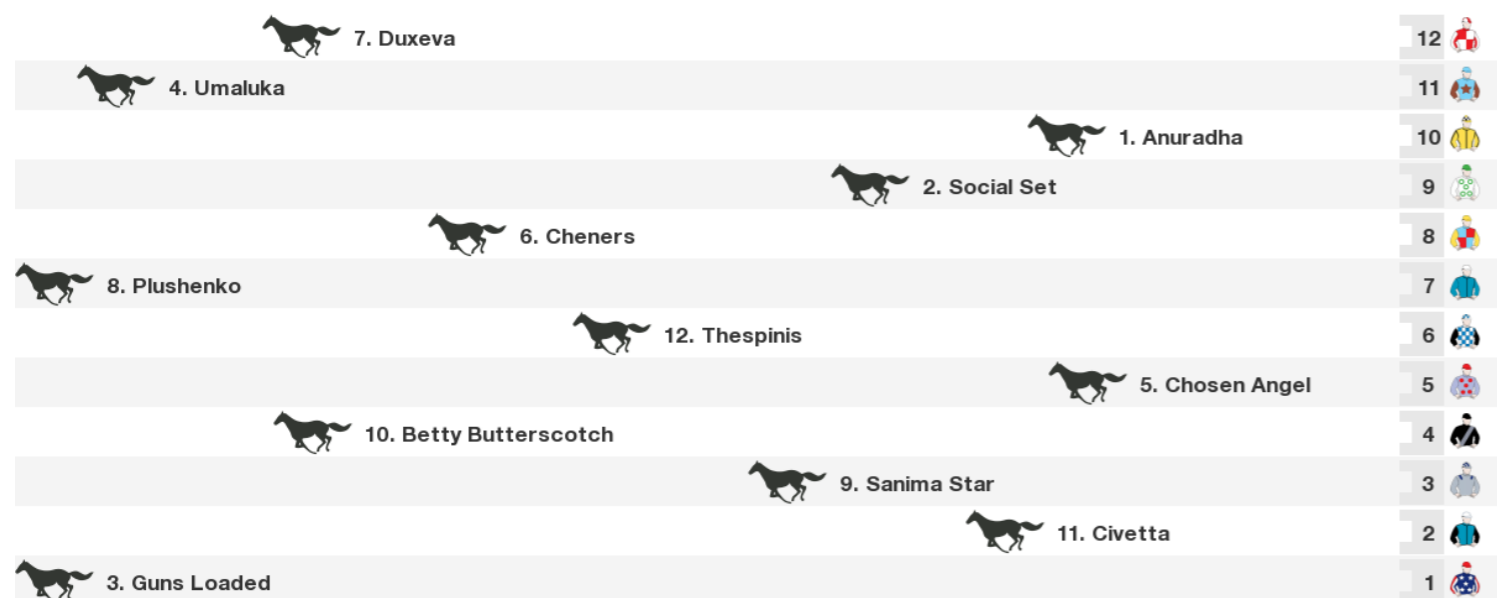 7. Duxeva 12
4. Umaluka 11
1. Anuradha 10
2. Social Set 9
6. Cheners 8
8. Plushenko 7
12. Thespinis 6
5. Chosen Angel 5
10. Betty Butterscotch 4
9. Sanima Star 3
11. Civetta 2
3. Guns Loaded 1